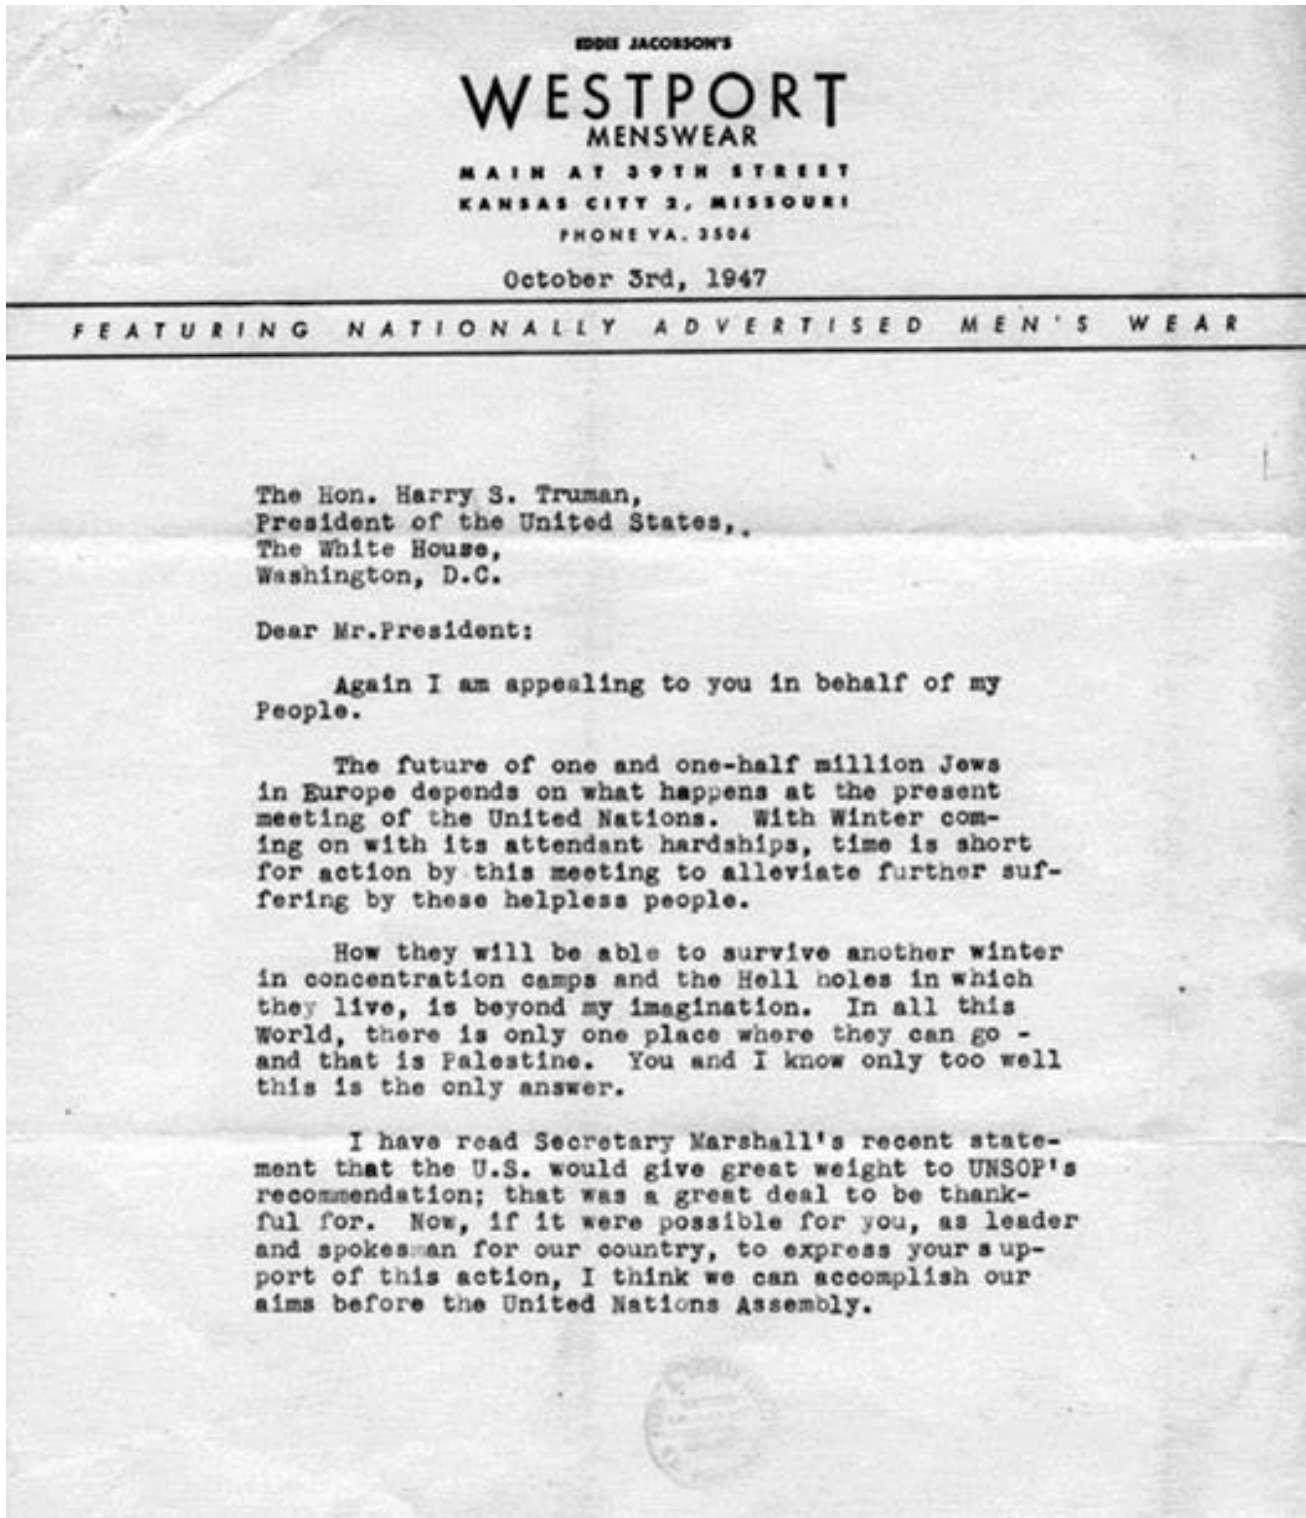 EDDIE JACOBSON'S
WESTPORT
MENSWEAR
MAIN AT 39TH STREET
KANSAS CITY 2, MISSOURI
PHONE VA. 3504
October 3rd, 1947
FEATURING NATIONALLY ADVERTISED MEN'S WEAR
The Hon. Harry S. Truman,
President of the United States,.
The White House,
Washington, D.C.
Dear Mr.President:
Again I am appealing to you in behalf of my
People.
The future of one and one-half million Jews
in Europe depends on what happens at the present
meeting of the United Nations. With Winter com-
ing on with its attendant hardships, time is short
for action by this meeting to alleviate further suf-
fering by these helpless people.
How they will be able to survive another winter
in concentration camps and the Hell holes in which
they live, is beyond my imagination. In all this
World, there is only one place where they can go -
and that is Palestine. You and I know only too well
this is the only answer.
I have read Secretary Marshall's recent state-
ment that the U.S. would give great weight to UNSOP's
recommendation; that was a great deal to be thank-
ful for. Now, if it were possible for you, as leader
and spokesman for our country, to express your sup-
port of this action, I think we can accomplish our
aims before the United Nations Assembly.